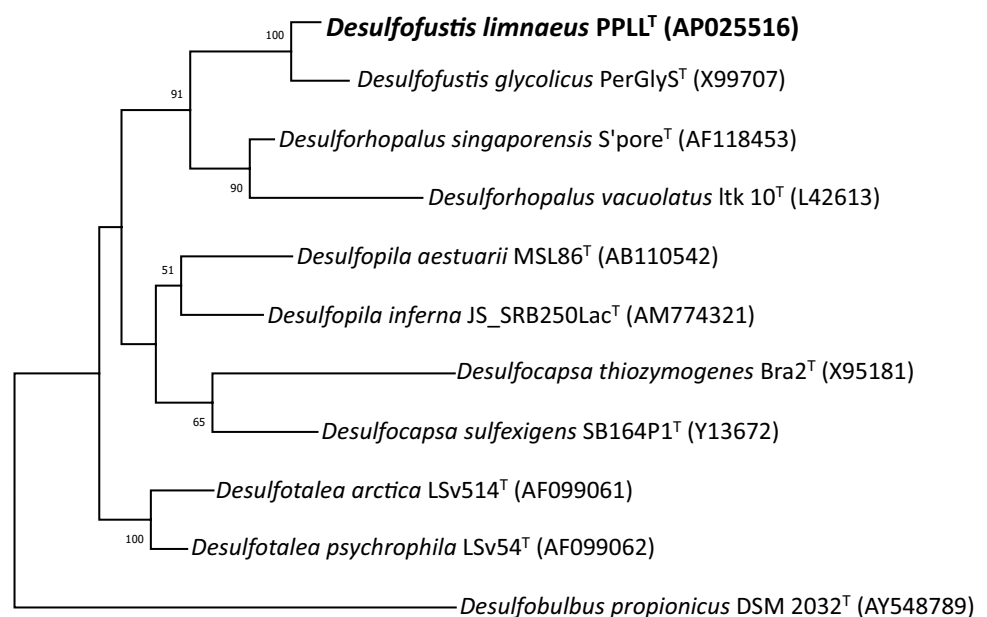 100 Desulfofustis limnaeus PPLLᵀ (AP025516)
Desulfofustis glycolicus PerGlySᵀ (X99707)
91
Desulforhopalus singaporensis S'poreᵀ (AF118453)
90 Desulforhopalus vacuolatus ltk 10ᵀ (L42613)
Desulfopila aestuarii MSL86ᵀ (AB110542)
51
Desulfopila inferna JS_SRB250Lacᵀ (AM774321)
Desulfocapsa thiozymogenes Bra2ᵀ (X95181)
65 Desulfocapsa sulfexigens SB164P1ᵀ (Y13672)
Desulfotalea arctica LSv514ᵀ (AF099061)
100 Desulfotalea psychrophila LSv54ᵀ (AF099062)
Desulfobulbus propionicus DSM 2032ᵀ (AY548789)